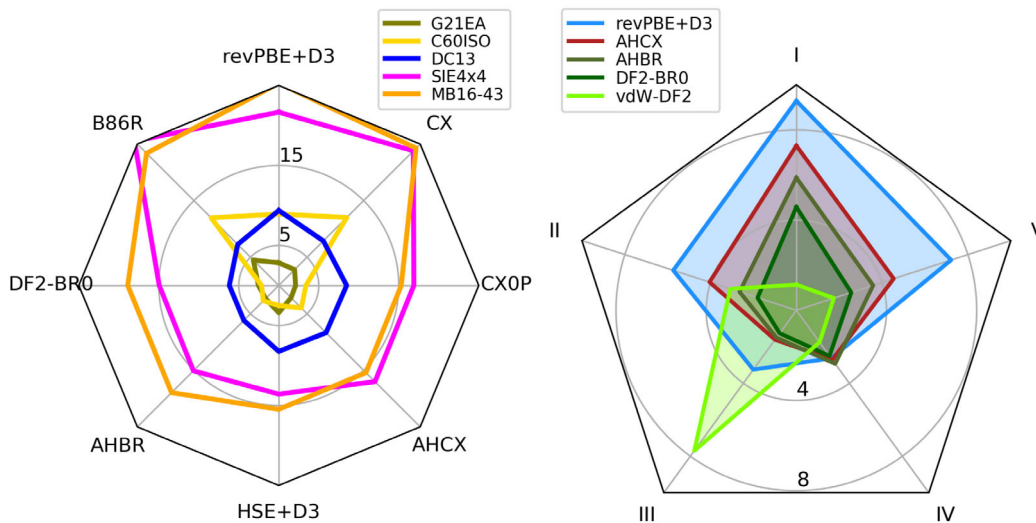 G21EA
C60ISO
DC13
SIE4x4
MB16-43
revPBE+D3
B86R
CX
15
5
DF2-BR0
CX0P
AHBR
AHCX
HSE+D3
revPBE+D3
AHCX
AHBR
DF2-BR0
vdW-DF2
I
II
V
4
8
III
IV